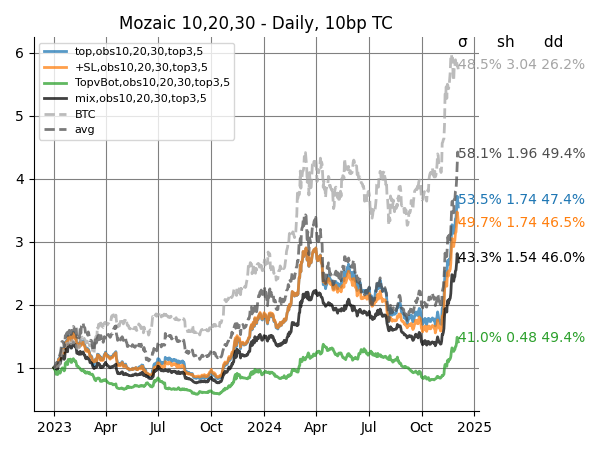 Mozaic 10,20,30 - Daily, 10bp TC
σ sh dd
top,obs10,20,30,top3,5
+SL,obs10,20,30,top3,5
TopvBot,obs10,20,30,top3,5
mix,obs10,20,30,top3,5
BTC
avg
48.5% 3.04 26.2%
58.1% 1.96 49.4%
53.5% 1.74 47.4%
49.7% 1.74 46.5%
43.3% 1.54 46.0%
41.0% 0.48 49.4%
6
5
4
3
2
1
2023 Apr Jul Oct 2024 Apr Jul Oct 2025